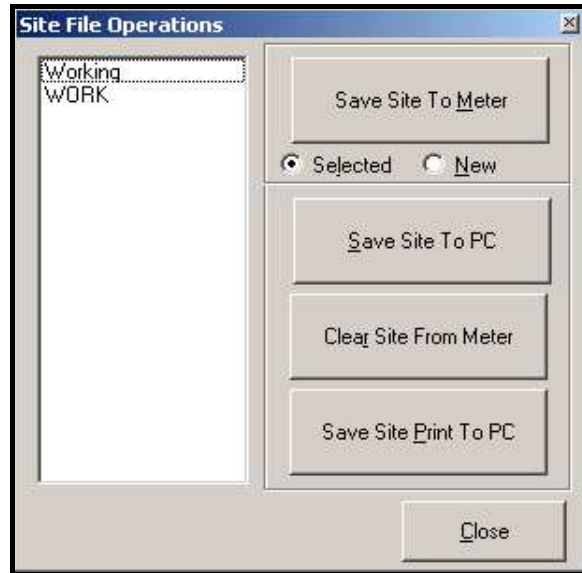 Site File Operations
Working
WORK
Save Site To Meter
Selected
New
Save Site To PC
Clear Site From Meter
Save Site Print To PC
Close